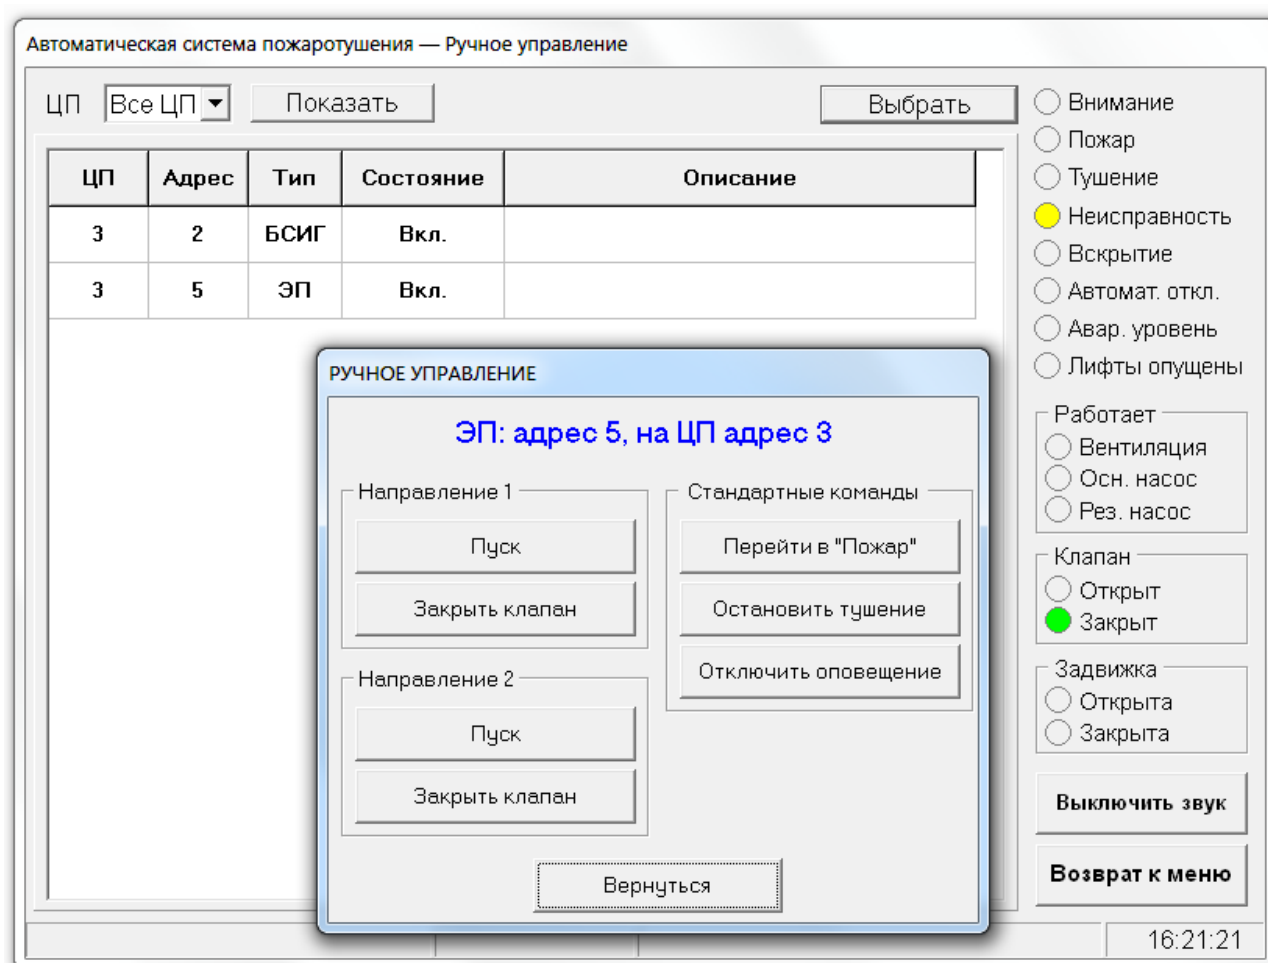 Автоматическая система пожаротушения — Ручное управление
ЦП Все ЦП Показать Выбрать
ЦП Адрес Тип Состояние Описание
3 2 БСИГ Вкл.
3 5 ЭП Вкл.
РУЧНОЕ УПРАВЛЕНИЕ
ЭП: адрес 5, на ЦП адрес 3
Направление 1
Пуск
Закрыть клапан
Направление 2
Пуск
Закрыть клапан
Стандартные команды
Перейти в "Пожар"
Остановить тушение
Отключить оповещение
Вернуться
Внимание
Пожар
Тушение
Неисправность
Вскрытие
Автомат. откл.
Авар. уровень
Лифты опущены
Работает
Вентиляция
Осн. насос
Рез. насос
Клапан
Открыт
Закрыт
Задвижка
Открыта
Закрыта
Выключить звук
Возврат к меню
16:21:21